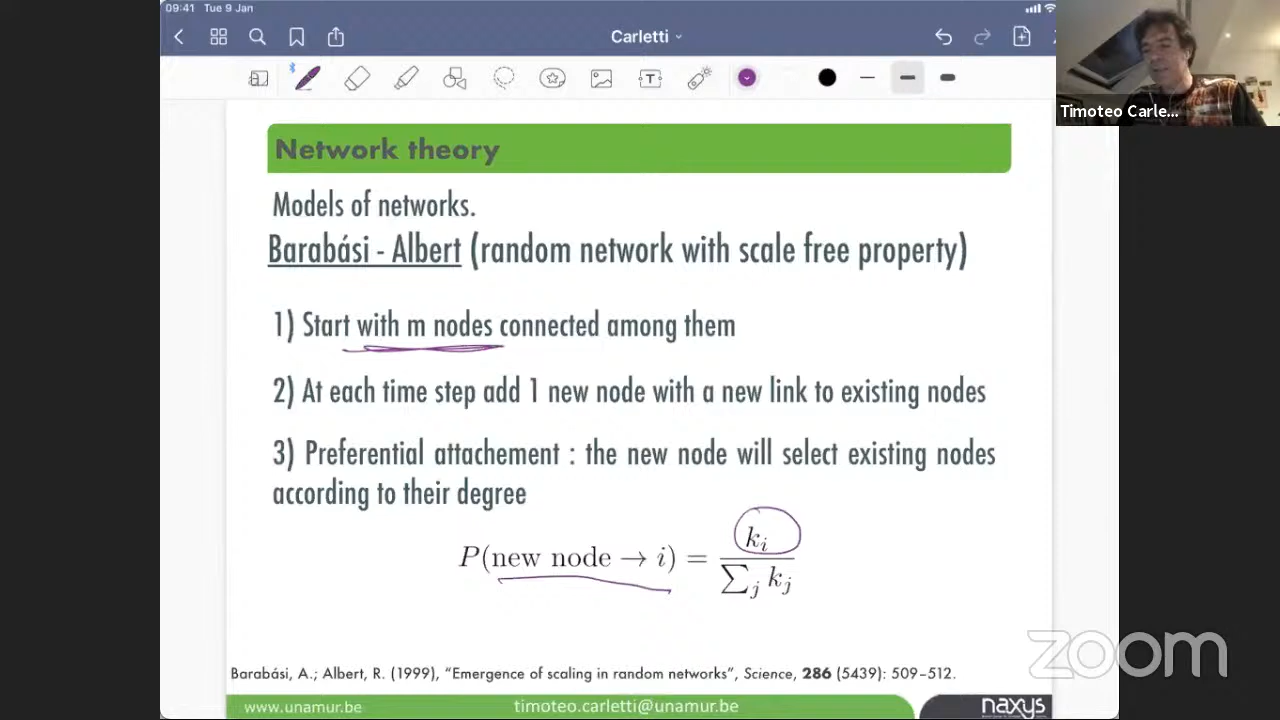 09:41 Tue 9 Jan
Carletti
Timoteo Carle...
Network theory
Models of networks.
Barabási - Albert (random network with scale free property)
1) Start with m nodes connected among them
2) At each time step add 1 new node with a new link to existing nodes
3) Preferential attachement : the new node will select existing nodes
according to their degree
P(new node → i) = k_i / ∑_j k_j
Barabási, A.; Albert, R. (1999), "Emergence of scaling in random networks", Science, 286 (5439): 509–512.
www.unamur.be timoteo.carletti@unamur.be naxys
zoom